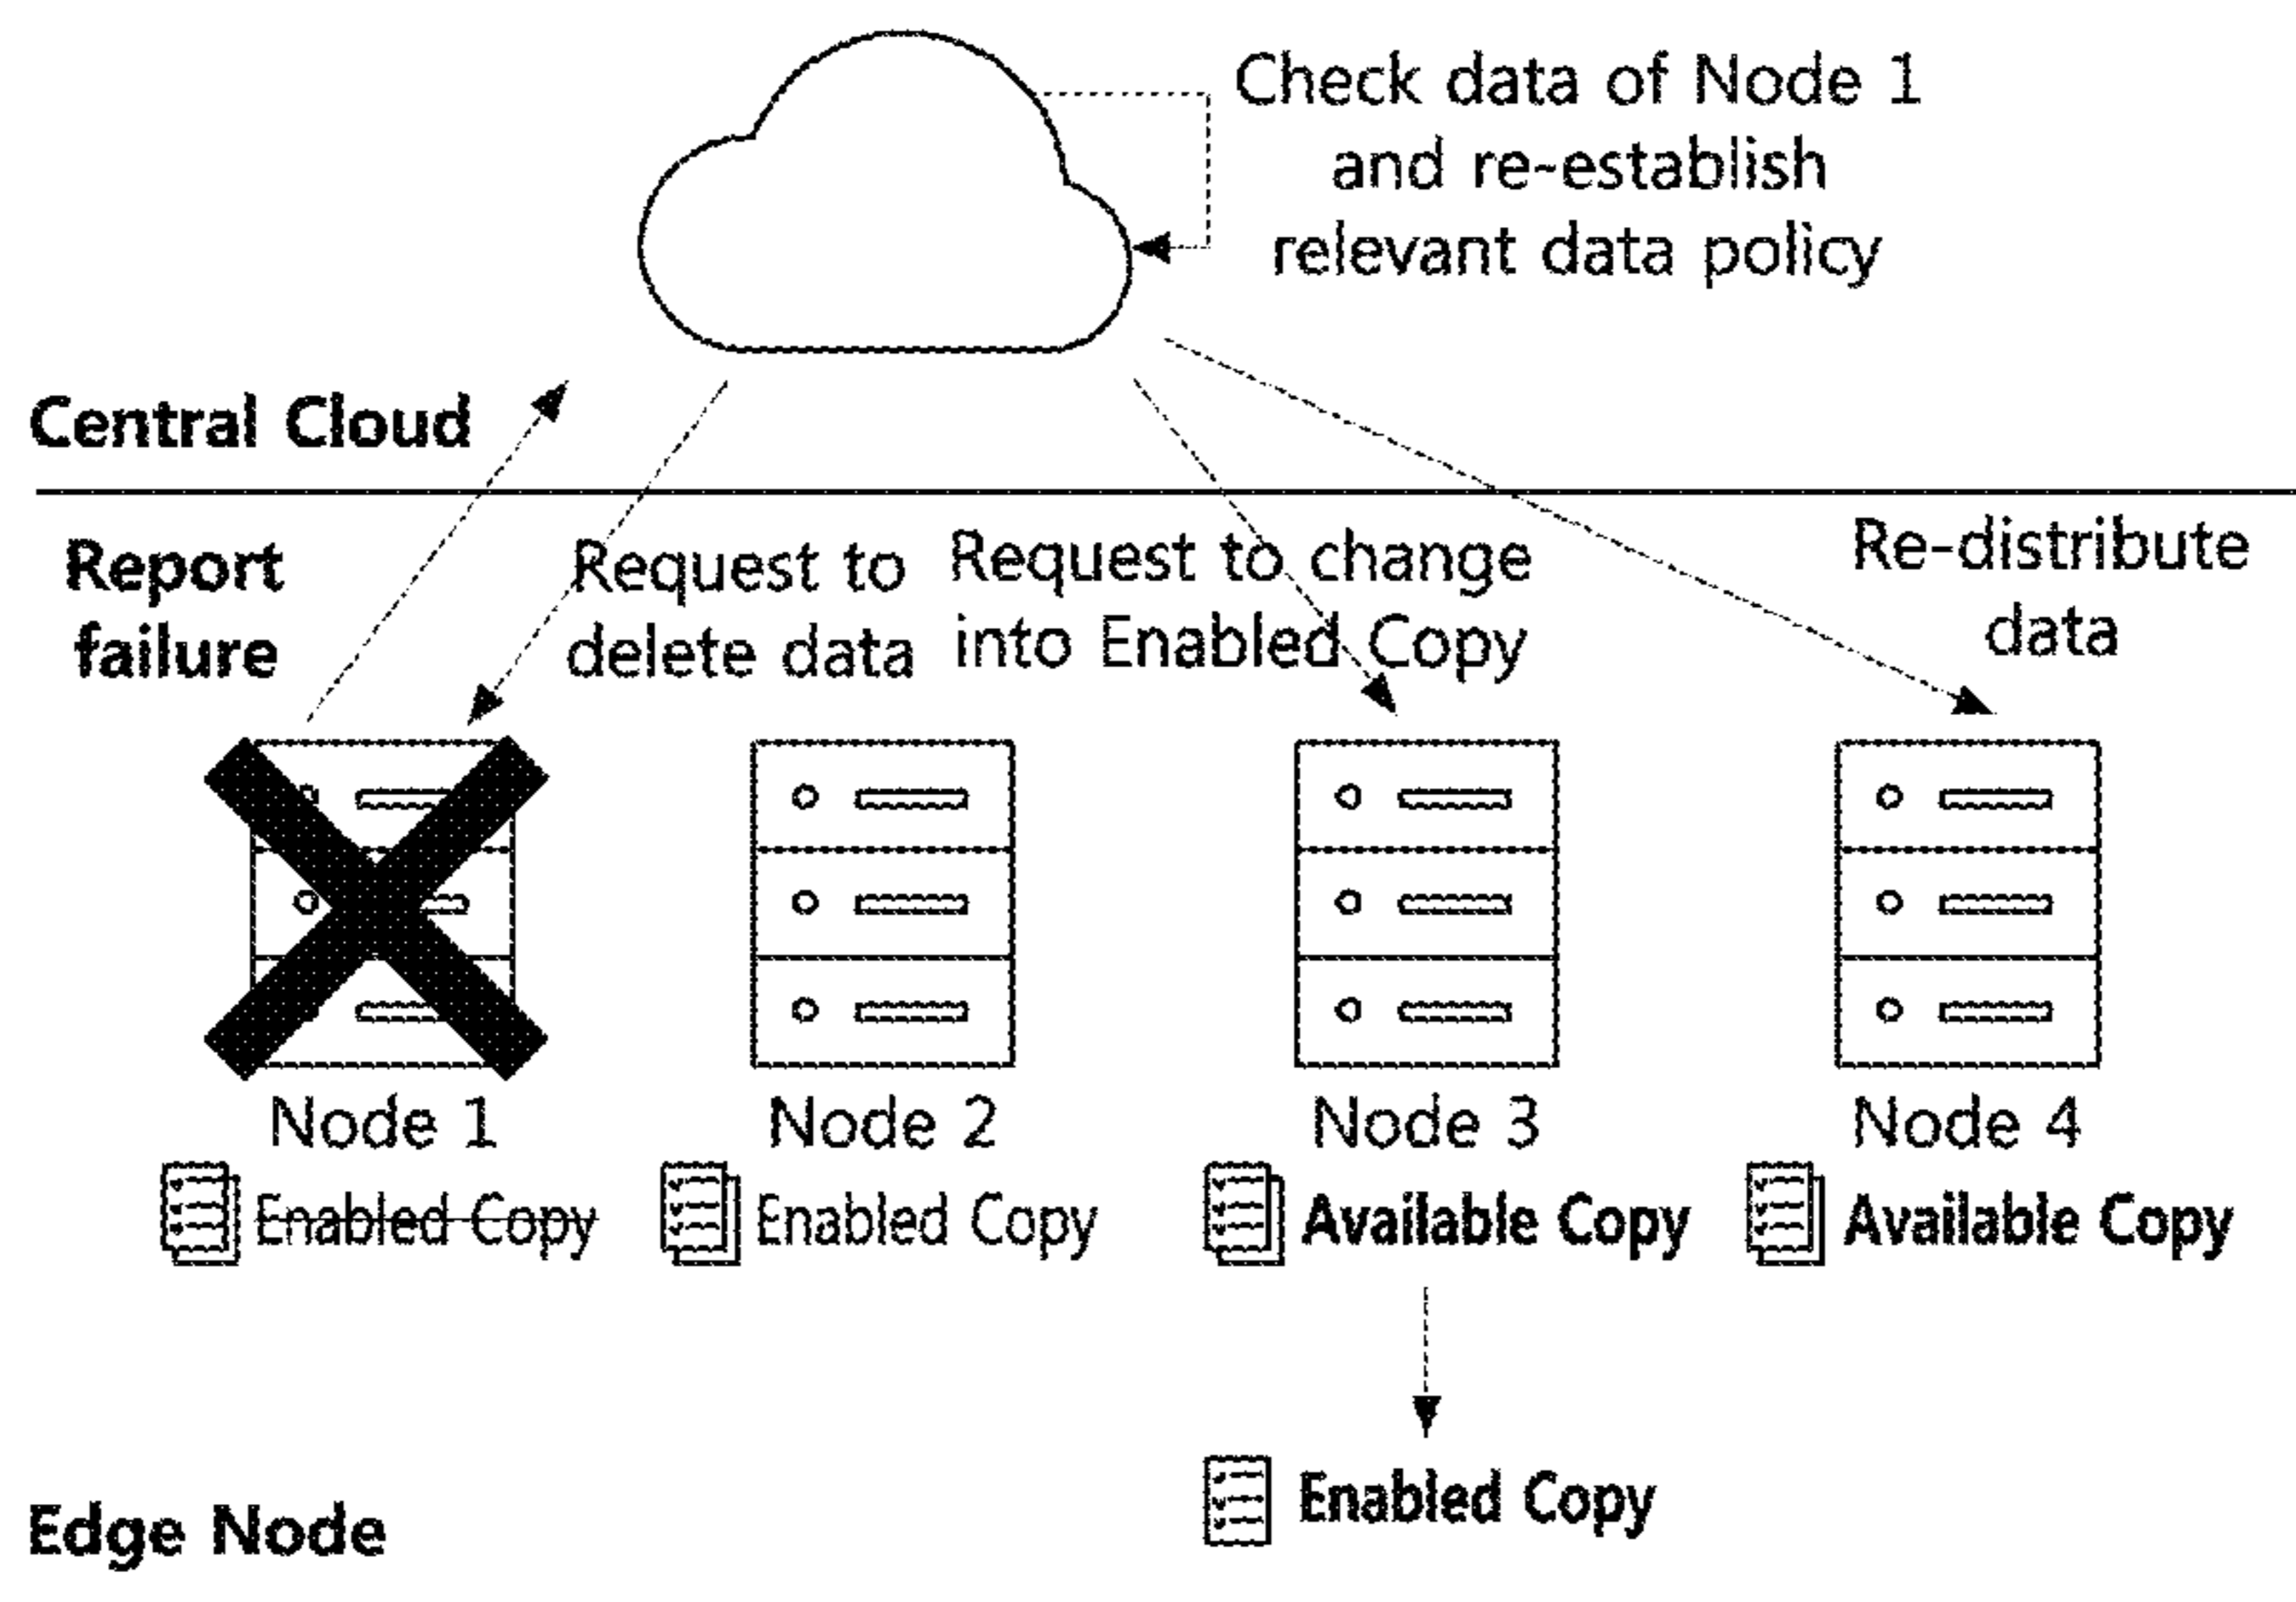 Check data of Node 1
and re-establish
relevant data policy
Central Cloud
Report
failure
Request to
delete data
Request to change
into Enabled Copy
Re-distribute
data
Node 1
Node 2
Node 3
Node 4
Enabled Copy
Enabled Copy
Available Copy
Available Copy
Enabled Copy
Edge Node